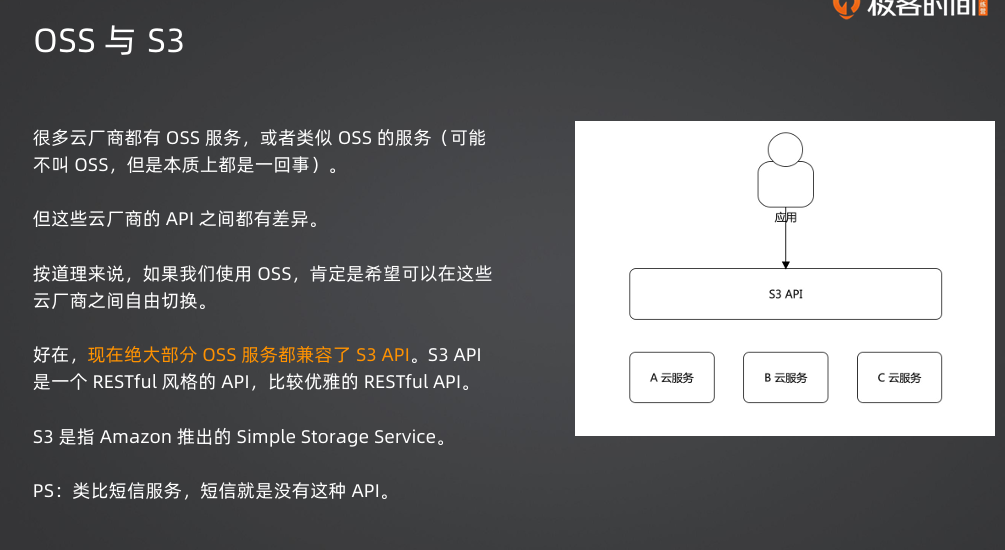 极客时间
OSS 与 S3
很多云厂商都有 OSS 服务，或者类似 OSS 的服务（可能
不叫 OSS，但是本质上都是一回事）。
但这些云厂商的 API 之间都有差异。
按道理来说，如果我们使用 OSS，肯定是希望可以在这些
云厂商之间自由切换。
好在，现在绝大部分 OSS 服务都兼容了 S3 API。S3 API
是一个 RESTful 风格的 API，比较优雅的 RESTful API。
S3 是指 Amazon 推出的 Simple Storage Service。
PS：类比短信服务，短信就是没有这种 API。
应用
S3 API
A 云服务
B 云服务
C 云服务